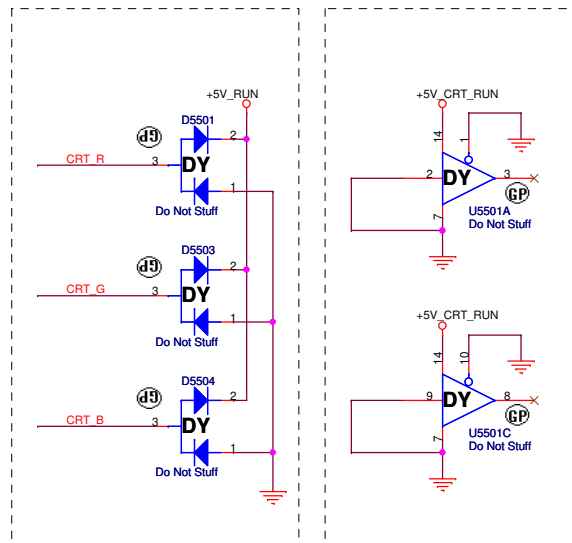 +5V_RUN
D5501
GP
2
CRT_R
3
DY
1
Do Not Stuff
D5503
GP
2
CRT_G
3
DY
1
Do Not Stuff
D5504
GP
2
CRT_B
3
DY
1
Do Not Stuff
+5V_CRT_RUN
14
1
2
DY
3
GP
7
U5501A
Do Not Stuff
+5V_CRT_RUN
14
10
9
DY
8
GP
7
U5501C
Do Not Stuff